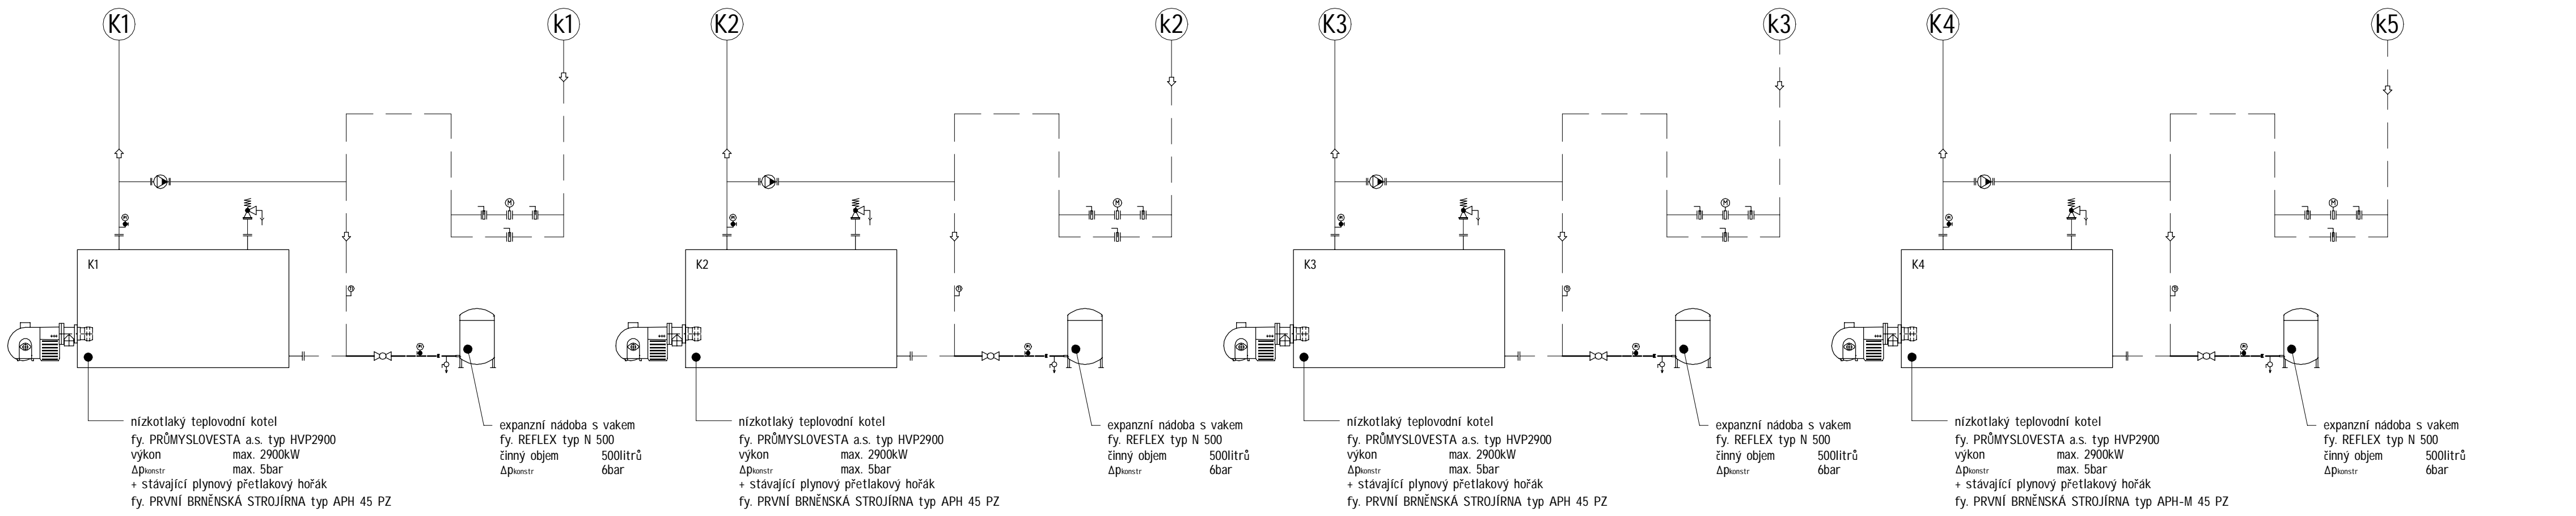 K1
k1
K2
k2
K3
k3
K4
k5
M
M
M
M
K1
K2
K3
K4
nízkotlaký teplovodní kotel
fy. PRŮMYSLOVESTA a.s. typ HVP2900
výkon max. 2900kW
Δpkonstr max. 5bar
+ stávající plynový přetlakový hořák
fy. PRVNÍ BRNĚNSKÁ STROJÍRNA typ APH 45 PZ
expanzní nádoba s vakem
fy. REFLEX typ N 500
činný objem 500litrů
Δpkonstr 6bar
nízkotlaký teplovodní kotel
fy. PRŮMYSLOVESTA a.s. typ HVP2900
výkon max. 2900kW
Δpkonstr max. 5bar
+ stávající plynový přetlakový hořák
fy. PRVNÍ BRNĚNSKÁ STROJÍRNA typ APH 45 PZ
expanzní nádoba s vakem
fy. REFLEX typ N 500
činný objem 500litrů
Δpkonstr 6bar
nízkotlaký teplovodní kotel
fy. PRŮMYSLOVESTA a.s. typ HVP2900
výkon max. 2900kW
Δpkonstr max. 5bar
+ stávající plynový přetlakový hořák
fy. PRVNÍ BRNĚNSKÁ STROJÍRNA typ APH 45 PZ
expanzní nádoba s vakem
fy. REFLEX typ N 500
činný objem 500litrů
Δpkonstr 6bar
nízkotlaký teplovodní kotel
fy. PRŮMYSLOVESTA a.s. typ HVP2900
výkon max. 2900kW
Δpkonstr max. 5bar
+ stávající plynový přetlakový hořák
fy. PRVNÍ BRNĚNSKÁ STROJÍRNA typ APH-M 45 PZ
expanzní nádoba s vakem
fy. REFLEX typ N 500
činný objem 500litrů
Δpkonstr 6bar